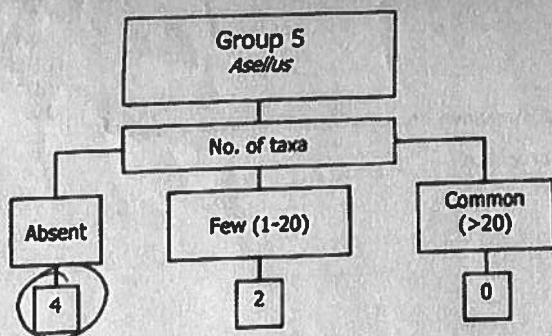 Group 5
Asellus
No. of taxa
Absent
Few (1-20)
Common
(>20)
4
2
0